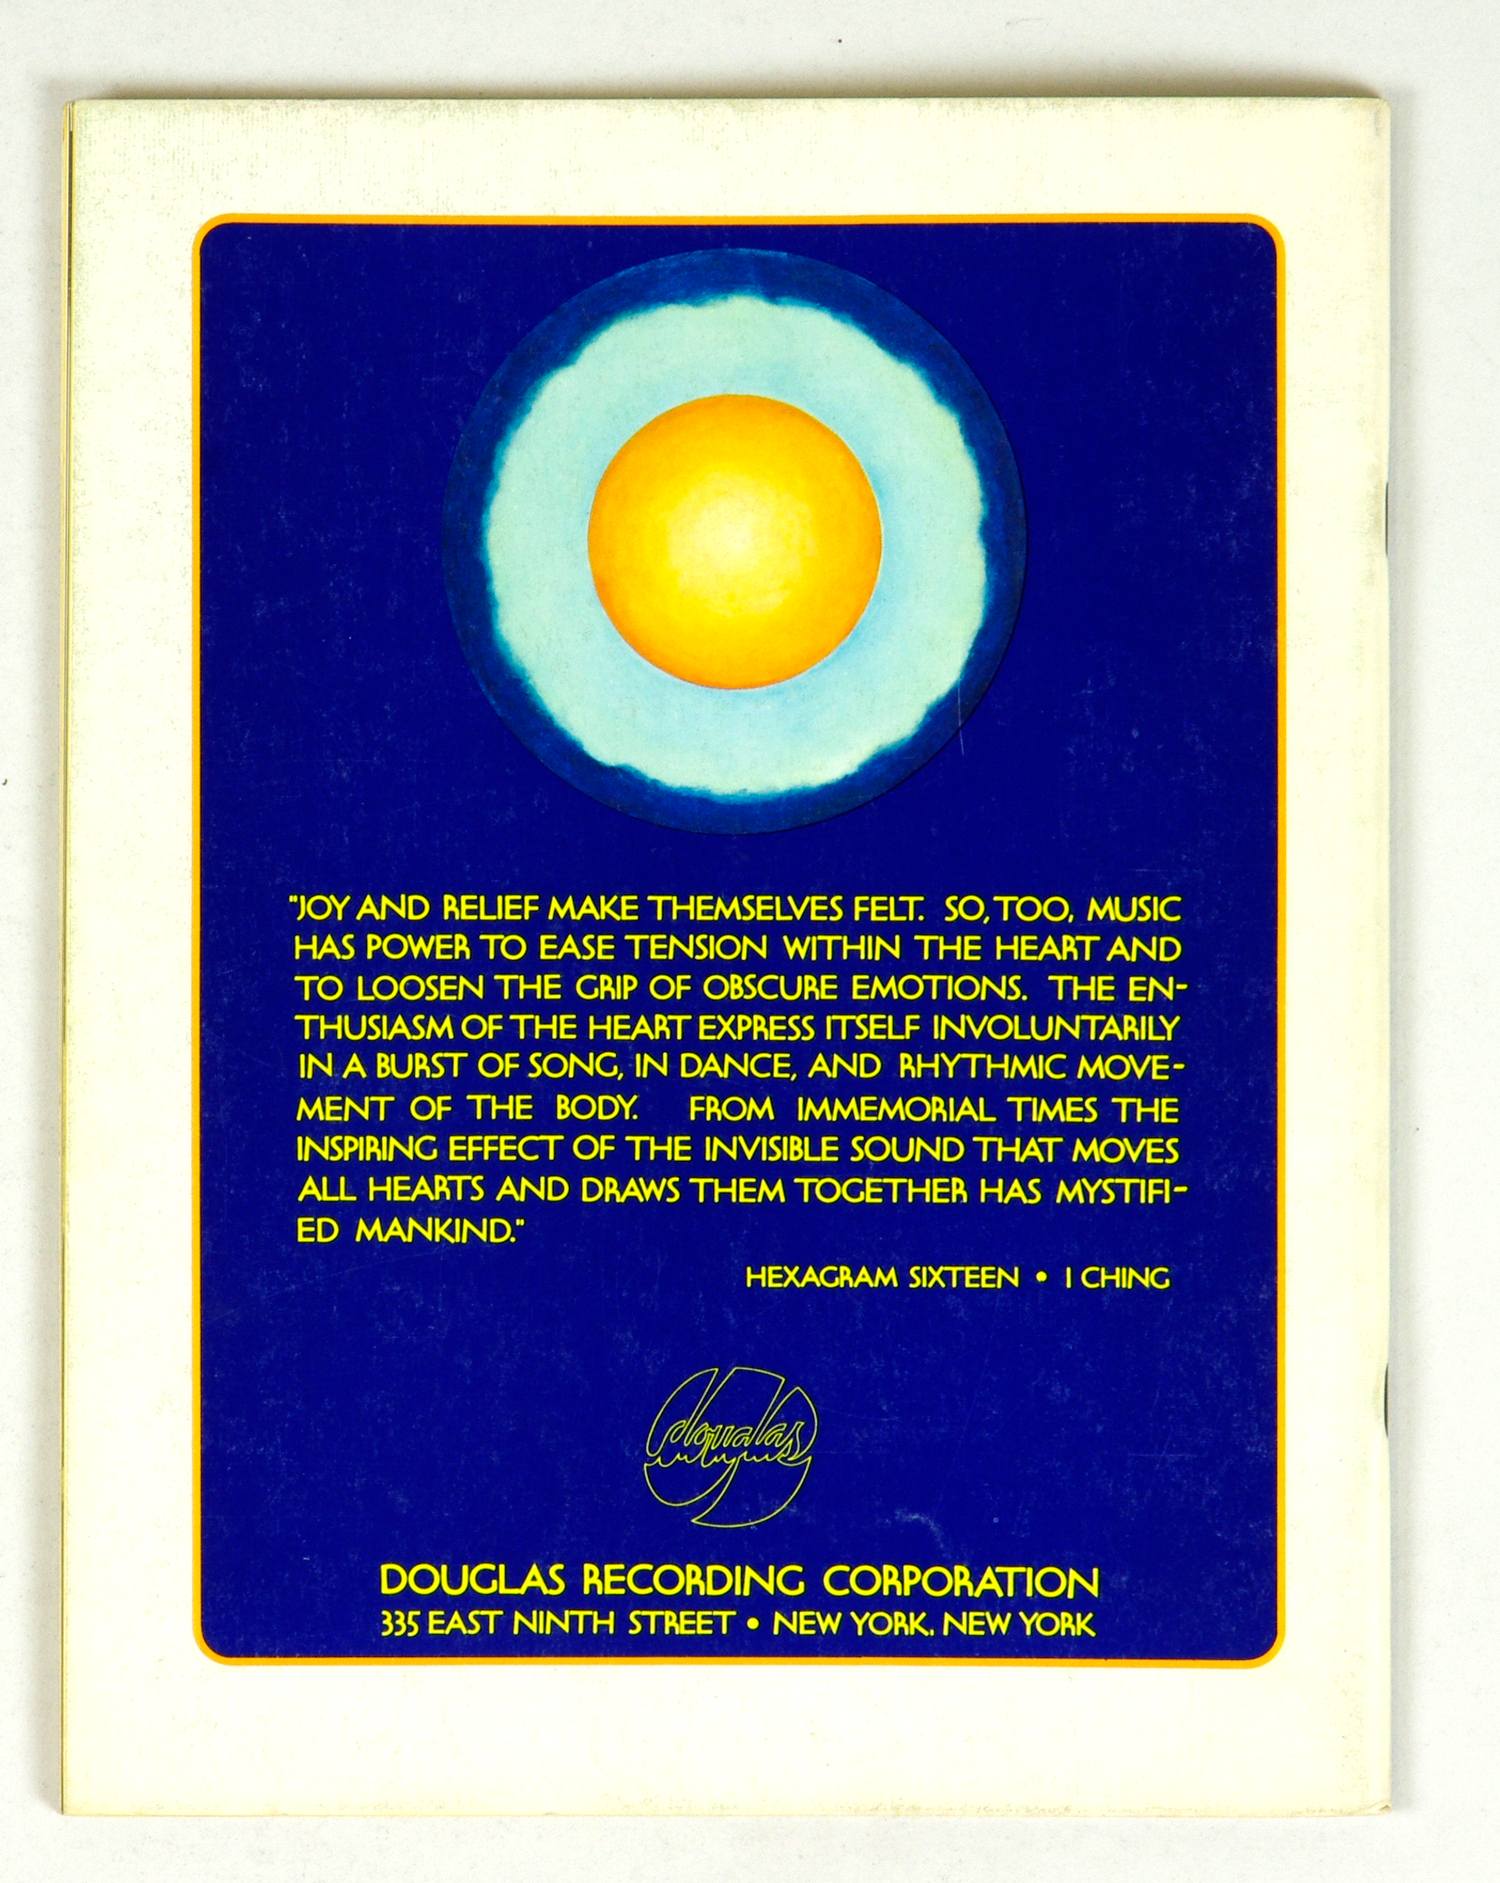 "JOY AND RELIEF MAKE THEMSELVES FELT. SO, TOO, MUSIC
HAS POWER TO EASE TENSION WITHIN THE HEART AND
TO LOOSEN THE GRIP OF OBSCURE EMOTIONS. THE EN-
THUSIASM OF THE HEART EXPRESS ITSELF INVOLUNTARILY
IN A BURST OF SONG, IN DANCE, AND RHYTHMIC MOVE-
MENT OF THE BODY. FROM IMMEMORIAL TIMES THE
INSPIRING EFFECT OF THE INVISIBLE SOUND THAT MOVES
ALL HEARTS AND DRAWS THEM TOGETHER HAS MYSTIFI-
ED MANKIND."
HEXAGRAM SIXTEEN • I CHING
douglas
DOUGLAS RECORDING CORPORATION
335 EAST NINTH STREET • NEW YORK, NEW YORK